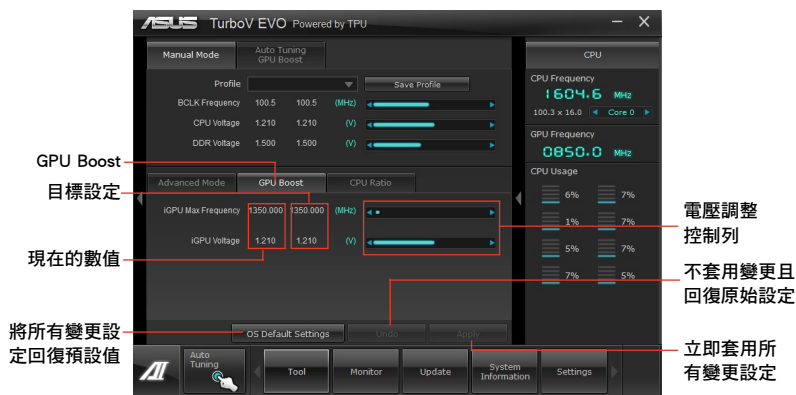 ASUS TurboV EVO Powered by TPU
Manual Mode
Auto Tuning
GPU Boost
Profile
Save Profile
BCLK Frequency 100.5 100.5 (MHz)
CPU Voltage 1.210 1.210 (V)
DDR Voltage 1.500 1.500 (V)
Advanced Mode
GPU Boost
CPU Ratio
iGPU Max Frequency 1350.000 1350.000 (MHz)
iGPU Voltage 1.210 1.210 (V)
OS Default Settings
Undo
Apply
Auto
Tuning
Tool
Monitor
Update
System
Information
Settings
CPU
CPU Frequency
1604.6 MHz
100.3 x 16.0 Core 0
GPU Frequency
0850.0 MHz
CPU Usage
6% 7%
1% 7%
5% 7%
7% 5%
GPU Boost
目標設定
現在的數值
將所有變更設
定回復預設值
電壓調整
控制列
不套用變更且
回復原始設定
立即套用所
有變更設定